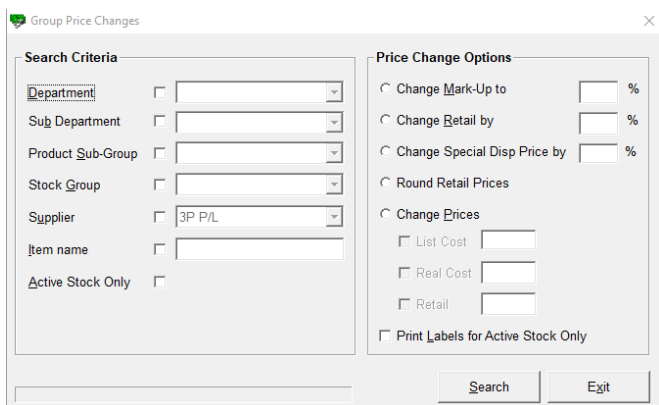 Group Price Changes
Search Criteria
Department
Sub Department
Product Sub-Group
Stock Group
Supplier 3P P/L
Item name
Active Stock Only
Price Change Options
Change Mark-Up to %
Change Retail by %
Change Special Disp Price by %
Round Retail Prices
Change Prices
List Cost
Real Cost
Retail
Print Labels for Active Stock Only
Search Exit